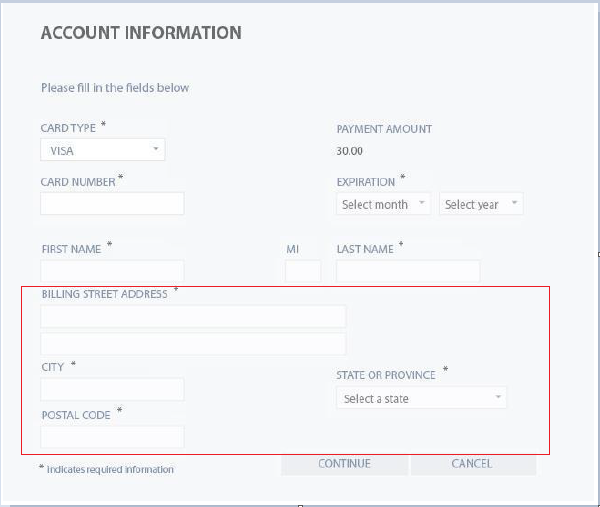 ACCOUNT INFORMATION
Please fill in the fields below
CARD TYPE * PAYMENT AMOUNT
VISA 30.00
CARD NUMBER * EXPIRATION *
Select month Select year
FIRST NAME * MI LAST NAME *
BILLING STREET ADDRESS *
CITY * STATE OR PROVINCE *
Select a state
POSTAL CODE *
* Indicates required information CONTINUE CANCEL